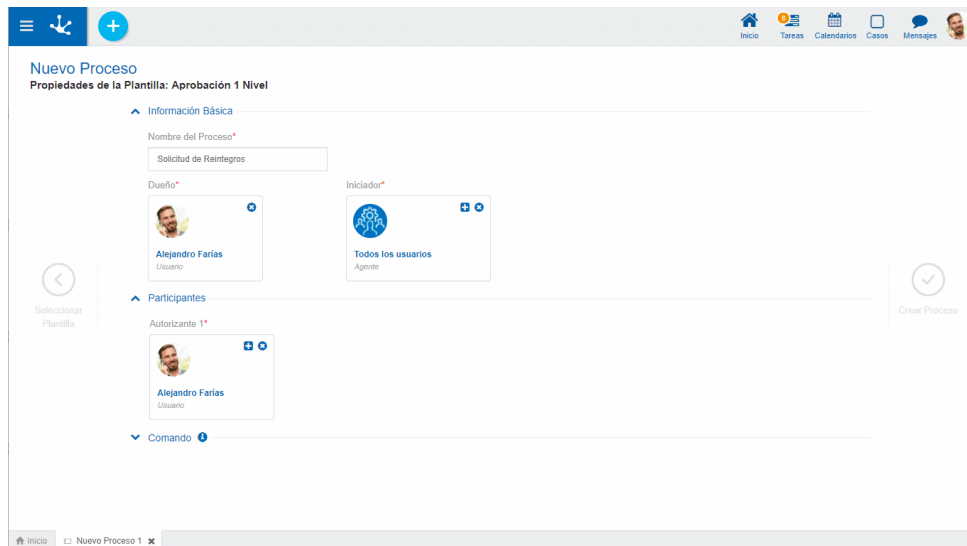 8
Inicio Tareas Calendarios Casos Mensajes
Nuevo Proceso
Propiedades de la Plantilla: Aprobación 1 Nivel
Información Básica
Nombre del Proceso*
Solicitud de Reintegros
Dueño* Iniciador*
Alejandro Farías Todos los usuarios
Usuario Agente
Seleccionar
Plantilla
Crear Proceso
Participantes
Autorizante 1*
Alejandro Farías
Usuario
Comando
Inicio Nuevo Proceso 1